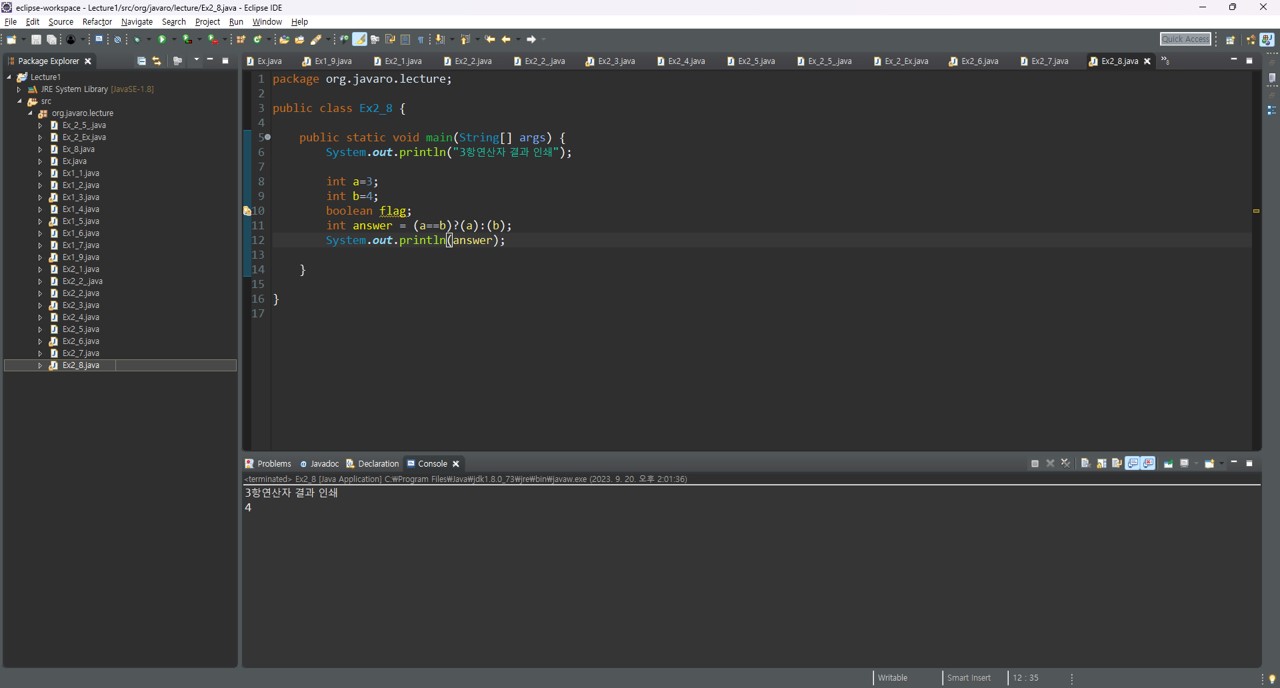 eclipse-workspace - Lecture1/src/org/javaro/lecture/Ex2_8.java - Eclipse IDE
File Edit Source Refactor Navigate Search Project Run Window Help
Quick Access
Package Explorer
Ex.java Ex1_9.java Ex2_1.java Ex2_2.java Ex2_2_.java Ex2_3.java Ex2_4.java Ex2_5.java Ex_2_5_.java Ex_2_Ex.java Ex2_6.java Ex2_7.java Ex2_8.java
Lecture1
JRE System Library [JavaSE-1.8]
src
org.javaro.lecture
Ex_2_5_.java
Ex_2_Ex.java
Ex_8.java
Ex.java
Ex1_1.java
Ex1_2.java
Ex1_3.java
Ex1_4.java
Ex1_5.java
Ex1_6.java
Ex1_7.java
Ex1_9.java
Ex2_1.java
Ex2_2_.java
Ex2_2.java
Ex2_3.java
Ex2_4.java
Ex2_5.java
Ex2_6.java
Ex2_7.java
Ex2_8.java
1 package org.javaro.lecture;
2
3 public class Ex2_8 {
4
5 public static void main(String[] args) {
6 System.out.println("3항연산자 결과 인쇄");
7
8 int a=3;
9 int b=4;
10 boolean flag;
11 int answer = (a==b)?(a):(b);
12 System.out.println(answer);
13
14 }
15
16 }
17
Problems Javadoc Declaration Console
<terminated> Ex2_8 [Java Application] C:₩Program Files₩Java₩jdk1.8.0_73₩jre₩bin₩javaw.exe (2023. 9. 20. 오후 2:01:36)
3항연산자 결과 인쇄
4
Writable Smart Insert 12 : 35